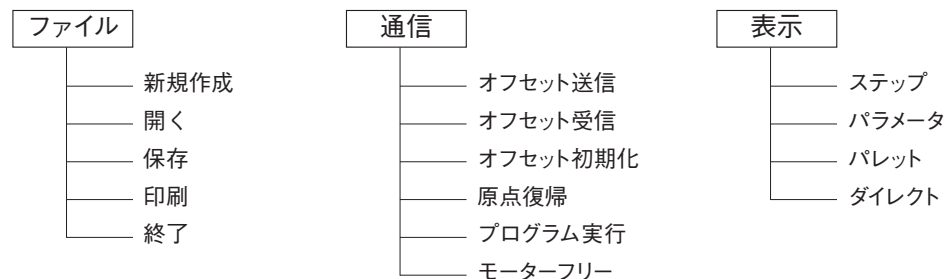 ファイル
新規作成
開く
保存
印刷
終了
通信
オフセット送信
オフセット受信
オフセット初期化
原点復帰
プログラム実行
モーターフリー
表示
ステップ
パラメータ
パレット
ダイレクト